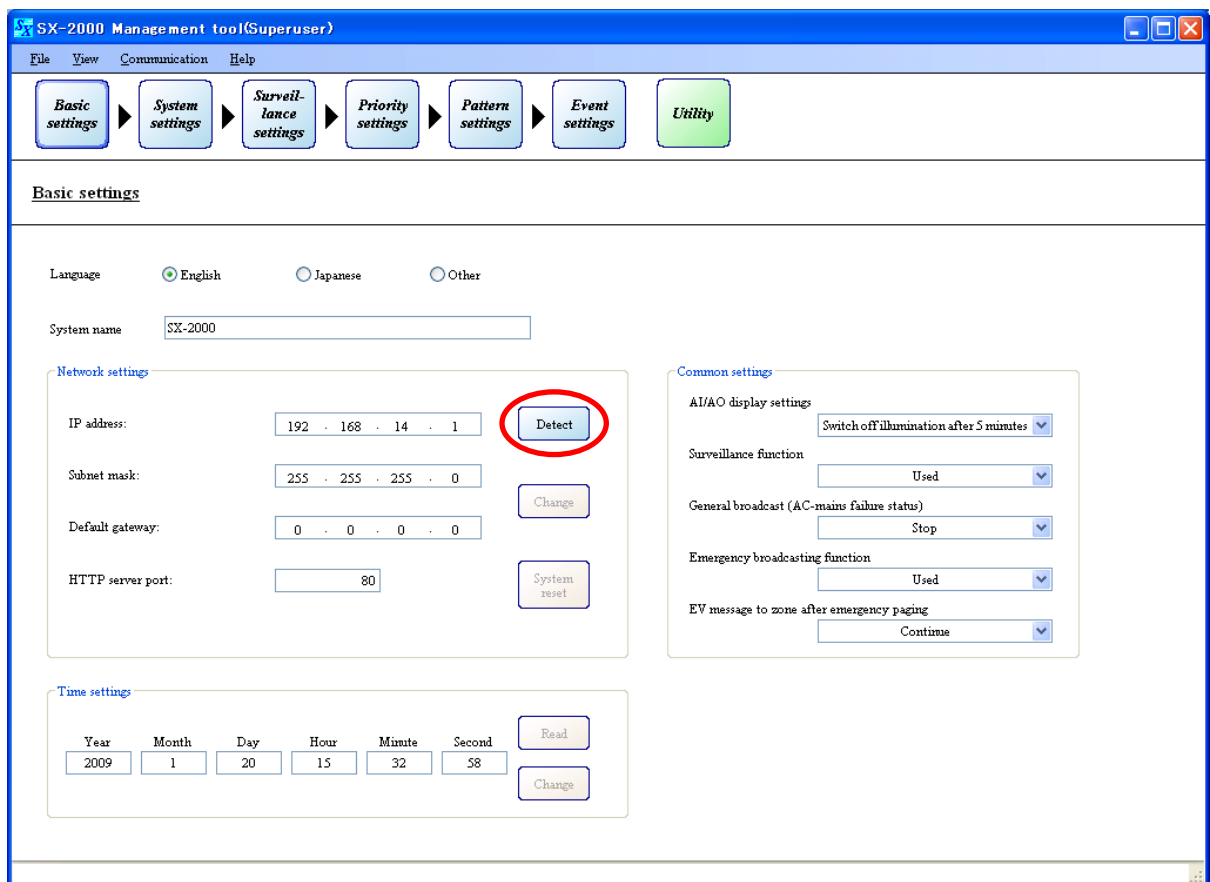 SX-2000 Management tool(Superuser)
File View Communication Help
Basic settings
System settings
Surveil-
lance
settings
Priority settings
Pattern settings
Event settings
Utility
Basic settings
Language English Japanese Other
System name SX-2000
Network settings
IP address: 192 . 168 . 14 . 1 Detect
Subnet mask: 255 . 255 . 255 . 0
Change
Default gateway: 0 . 0 . 0 . 0
HTTP server port: 80
System
reset
Common settings
AI/AO display settings
Switch off illumination after 5 minutes
Surveillance function
Used
General broadcast (AC-mains failure status)
Stop
Emergency broadcasting function
Used
EV message to zone after emergency paging
Continue
Time settings
Year Month Day Hour Minute Second
2009 1 20 15 32 58
Read
Change